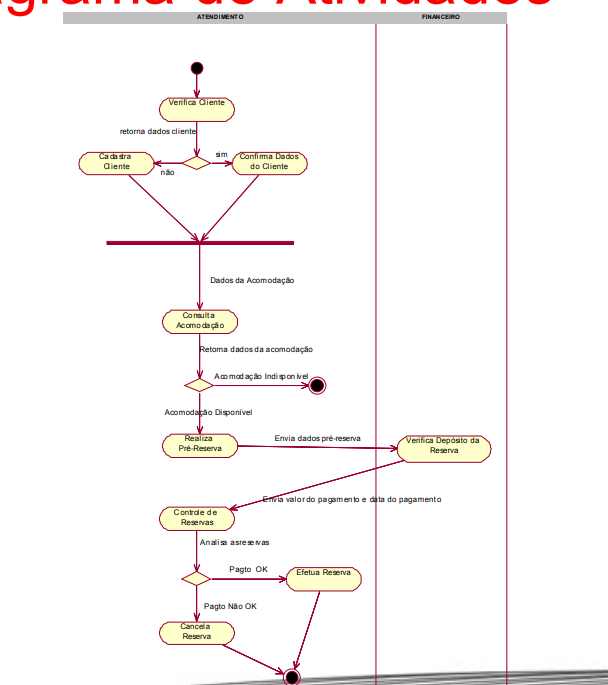 ATENDIMENTO
FINANCEIRO
Verifica Cliente
retorna dados cliente
sim
Cadastra
Cliente
Confirma Dados
do Cliente
não
Dados da Acomodação
Consulta
Acomodação
Retorna dados da acomodação
Acomodação Indisponível
Acomodação Disponível
Realiza
Pré-Reserva
Envia dados pré-reserva
Verifica Depósito da
Reserva
Envia valor do pagamento e data do pagamento
Controle de
Reservas
Analisa as reservas
Pagto OK
Efetua Reserva
Pagto Não OK
Cancela
Reserva